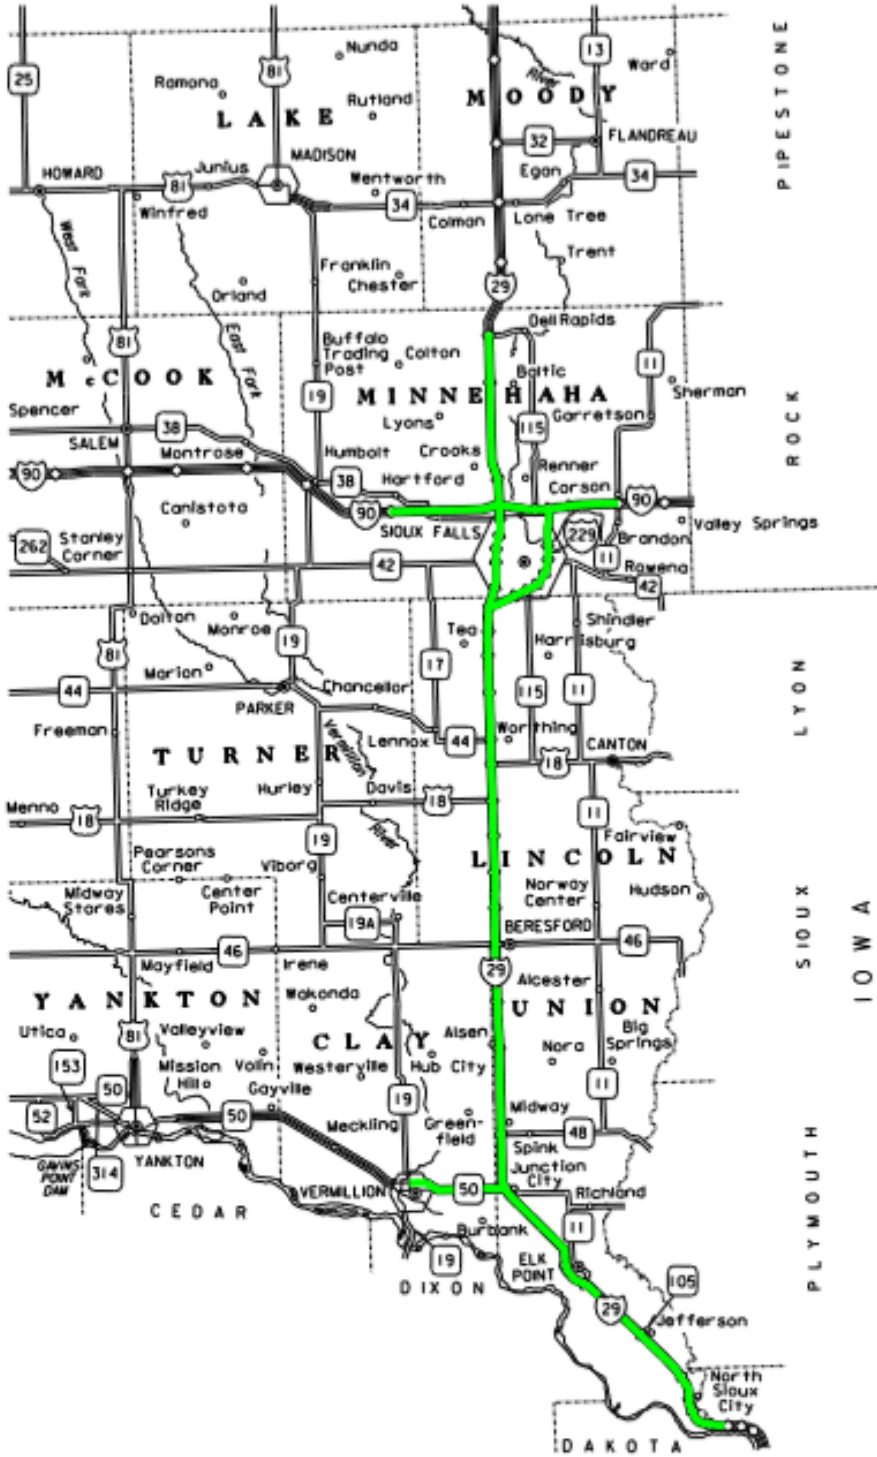 13
Nunda
81
Ward
25
Ramona
River
PIPESTONE
Rutland
MOODY
LAKE
32
FLANDREAU
MADISON
Junius
Egan
HOWARD
Wentworth
34
81
Winfred
34
Colman
Lone Tree
West Fork
Trent
Franklin
Chester
29
Orland
East Fork
Dell Rapids
81
Buffalo
Trading
Post
Colton
11
Baltic
McCOOK
MINNEHAHA
Sherman
19
Spencer
Lyons
115
Garretson
ROCK
38
SALEM
Montrose
Humbolt
Crooks
Renner
90
38
Hartford
Corson
90
Canistota
90
SIOUX FALLS
229
Valley Springs
262
Stanley
Corner
Brandon
11
42
Rowena
42
Dolton
Monroe
Shindler
Tea
19
Harrisburg
81
Marion
17
LYON
44
Chancellor
115
11
PARKER
Freeman
Lennox
44
Worthing
CANTON
Vermillion
TURNER
18
Hurley
Davis
Turkey
Ridge
Menno
18
18
11
River
Fairview
19
Pearsons
Corner
Viborg
LINCOLN
Midway
Stores
Center
Point
Centerville
Norway
Center
Hudson
SIOUX
IOWA
19A
BERESFORD
46
46
Mayfield
Irene
29
Alcester
Wakonda
YANKTON
UNION
81
Utica
Valleyview
CLAY
Alsen
Big
Springs
153
Mission
Hill
Volin
Westerville
Hub City
Nora
50
Gayville
11
52
50
Meckling
19
Green-
field
Midway
48
Spink
PLYMOUTH
GAVINS
POINT
DAM
314
YANKTON
VERMILLION
50
Junction
City
Richland
CEDAR
Burbank
11
19
ELK
POINT
105
DIXON
29
Jefferson
North
Sioux
City
DAKOTA